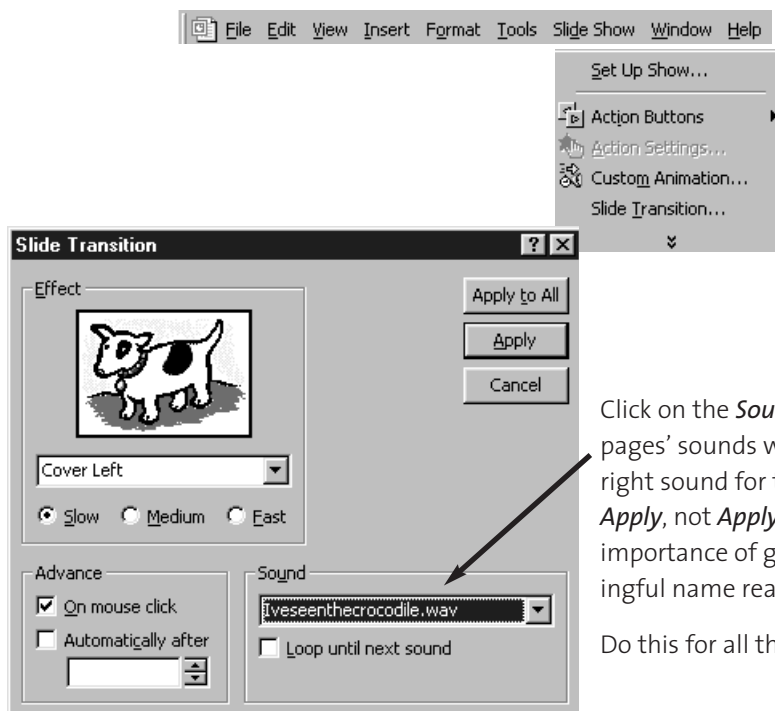 File Edit View Insert Format Tools Slide Show Window Help
Set Up Show...
Action Buttons
Action Settings...
Custom Animation...
Slide Transition...
Slide Transition
Effect
Apply to All
Apply
Cancel
Cover Left
Slow Medium Fast
Advance
On mouse click
Automatically after
Sound
Iveseenthecrocodile.wav
Loop until next sound
Click on the
pages' sounds
right sound for
Apply, not Apply
importance of
ingful name
Do this for all